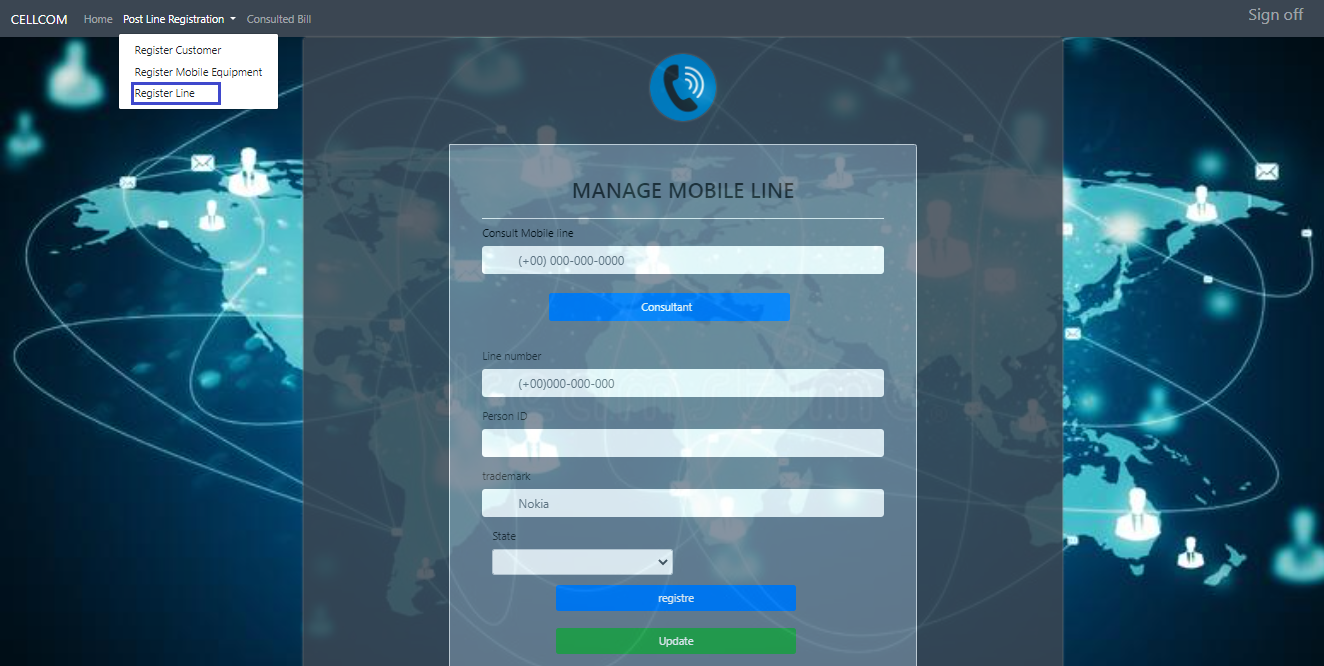 CELLCOM Home Post Line Registration Consulted Bill Sign off
Register Customer
Register Mobile Equipment
Register Line
MANAGE MOBILE LINE
Consult Mobile line
(+00) 000-000-0000
Consultant
Line number
(+00)000-000-000
Person ID
trademark
Nokia
State
registre
Update